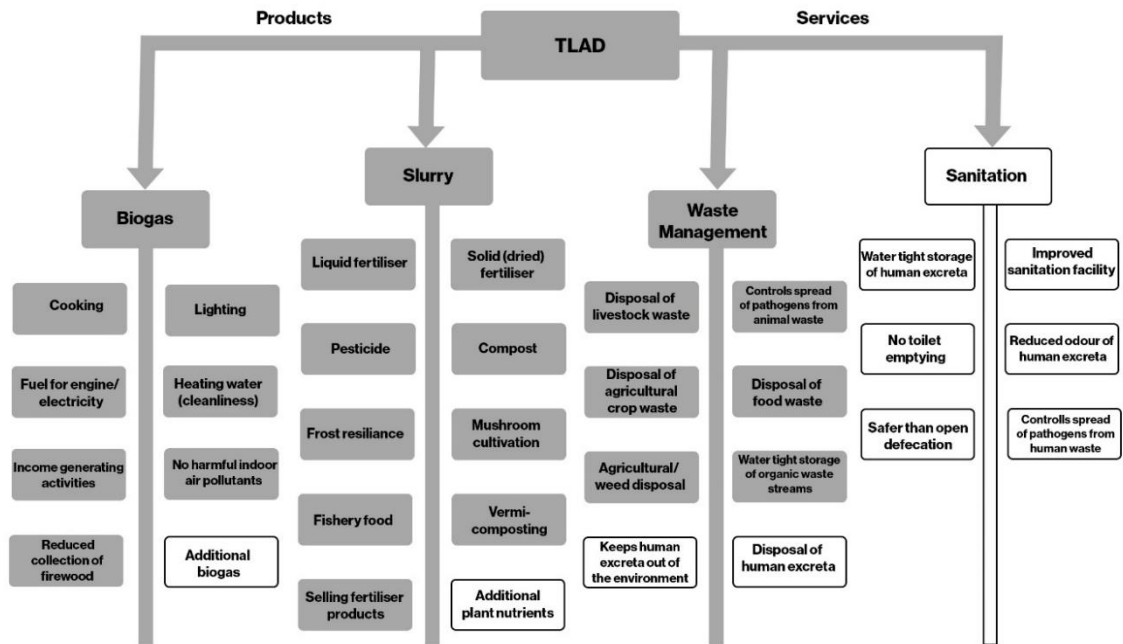 Products
TLAD
Services
Biogas
Cooking
Lighting
Fuel for engine/
electricity
Heating water
(cleanliness)
Income generating
activities
No harmful indoor
air pollutants
Reduced
collection of
firewood
Additional
biogas
Slurry
Liquid fertiliser
Solid (dried)
fertiliser
Pesticide
Compost
Frost resiliance
Mushroom
cultivation
Fishery food
Vermi-
composting
Selling fertiliser
products
Additional
plant nutrients
Waste
Management
Disposal of
livestock waste
Controls spread of
pathogens from
animal waste
Disposal of
agricultural
crop waste
Disposal of
food waste
Agricultural/
weed disposal
Water tight storage
of organic waste
streams
Keeps human
excreta out of
the environment
Disposal of
human excreta
Sanitation
Water tight storage
of human excreta
Improved
sanitation facility
No toilet
emptying
Reduced odour of
human excreta
Safer than open
defecation
Controlls spread
of pathogens from
human waste